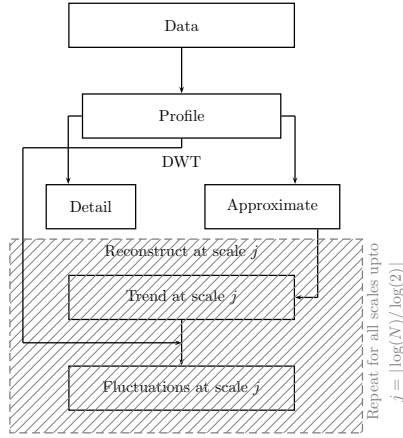 Data
Profile
DWT
Detail
Approximate
Reconstruct at scale j
Trend at scale j
Fluctuations at scale j
Repeat for all scales upto
j = |log(N)/ log(2)|